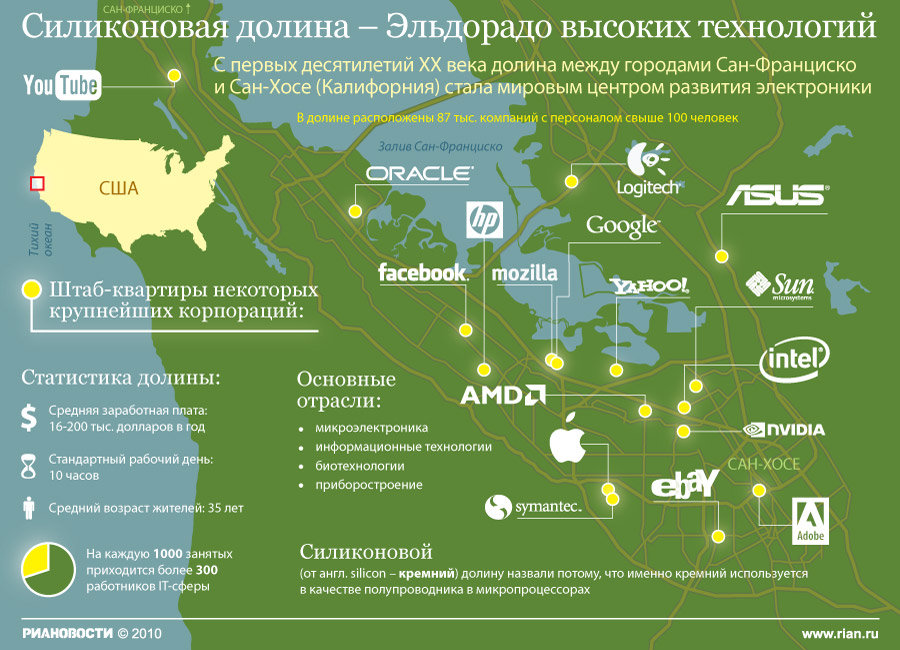 САН-ФРАНЦИСКО ↑
Силиконовая долина – Эльдорадо высоких технологий
С первых десятилетий XX века долина между городами Сан-Франциско
и Сан-Хосе (Калифорния) стала мировым центром развития электроники
В долине расположены 87 тыс. компаний с персоналом свыше 100 человек
YouTube
Залив Сан-Франциско
ORACLE
Logitech
ASUS
США
Тихий
океан
hp
Google
facebook
mozilla
YAHOO!
Sun
microsystems
Штаб-квартиры некоторых
крупнейших корпораций:
intel
AMD
NVIDIA
Статистика долины:
Средняя заработная плата:
16-200 тыс. долларов в год
Стандартный рабочий день:
10 часов
Средний возраст жителей: 35 лет
На каждую 1000 занятых
приходится более 300
работников IT-сферы
Основные
отрасли:
• микроэлектроника
• информационные технологии
• биотехнологии
• приборостроение
САН-ХОСЕ
ebay
symantec.
Adobe
Силиконовой
(от англ. silicon – кремний) долину назвали потому, что именно кремний используется
в качестве полупроводника в микропроцессорах
РИАНОВОСТИ © 2010
www.rian.ru